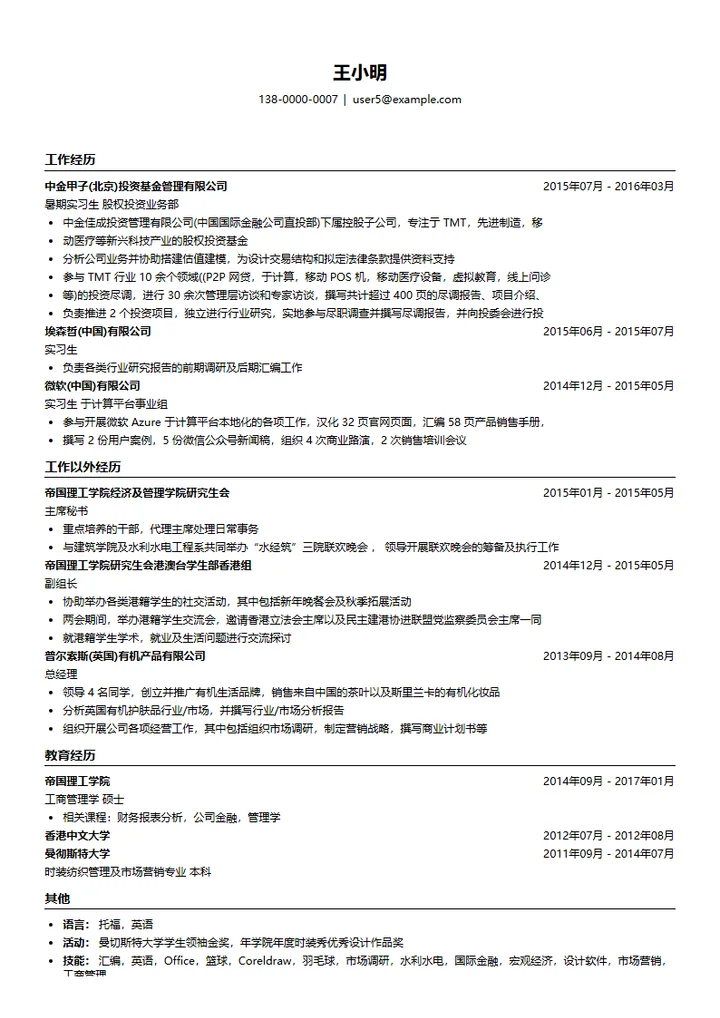 王小明
138-0000-0007 | user5@example.com
工作经历
中金甲子(北京)投资基金管理有限公司 2015年07月 - 2016年03月
暑期实习生 股权投资业务部
• 中金佳成投资管理有限公司(中国国际金融公司直投部)下属控股子公司，专注于 TMT，先进制造，移
• 动医疗等新兴科技产业的股权投资基金
• 分析公司业务并协助搭建估值建模，为设计交易结构和拟定法律条款提供资料支持
• 参与 TMT 行业 10 余个领域((P2P 网贷，于计算，移动 POS 机，移动医疗设备，虚拟教育，线上问诊
• 等)的投资尽调，进行 30 余次管理层访谈和专家访谈，撰写共计超过 400 页的尽调报告、项目介绍、
• 负责推进 2 个投资项目，独立进行行业研究，实地参与尽职调查并撰写尽调报告，并向投委会进行投
埃森哲(中国)有限公司 2015年06月 - 2015年07月
实习生
• 负责各类行业研究报告的前期调研及后期汇编工作
微软(中国)有限公司 2014年12月 - 2015年05月
实习生 于计算平台事业组
• 参与开展微软 Azure 于计算平台本地化的各项工作，汉化 32 页官网页面，汇编 58 页产品销售手册，
• 撰写 2 份用户案例，5 份微信公众号新闻稿，组织 4 次商业路演，2 次销售培训会议
工作以外经历
帝国理工学院经济及管理学院研究生会 2015年01月 - 2015年05月
主席秘书
• 重点培养的干部，代理主席处理日常事务
• 与建筑学院及水利水电工程系共同举办“水经筑”三院联欢晚会 ， 领导开展联欢晚会的筹备及执行工作
帝国理工学院研究生会港澳台学生部香港组 2014年12月 - 2015年05月
副组长
• 协助举办各类港籍学生的社交活动，其中包括新年晚餐会及秋季拓展活动
• 两会期间，举办港籍学生交流会，邀请香港立法会主席以及民主建港协进联盟党监察委员会主席一同
• 就港籍学生学术，就业及生活问题进行交流探讨
普尔索斯(英国)有机产品有限公司 2013年09月 - 2014年08月
总经理
• 领导 4 名同学，创立并推广有机生活品牌，销售来自中国的茶叶以及斯里兰卡的有机化妆品
• 分析英国有机护肤品行业/市场，并撰写行业/市场分析报告
• 组织开展公司各项经营工作，其中包括组织市场调研，制定营销战略，撰写商业计划书等
教育经历
帝国理工学院 2014年09月 - 2017年01月
工商管理学 硕士
• 相关课程：财务报表分析，公司金融，管理学
香港中文大学 2012年07月 - 2012年08月
曼彻斯特大学 2011年09月 - 2014年07月
时装纺织管理及市场营销专业 本科
其他
• 语言： 托福，英语
• 活动： 曼切斯特大学学生领袖金奖，年学院年度时装秀优秀设计作品奖
• 技能： 汇编，英语，Office，篮球，Coreldraw，羽毛球，市场调研，水利水电，国际金融，宏观经济，设计软件，市场营销，
工商管理